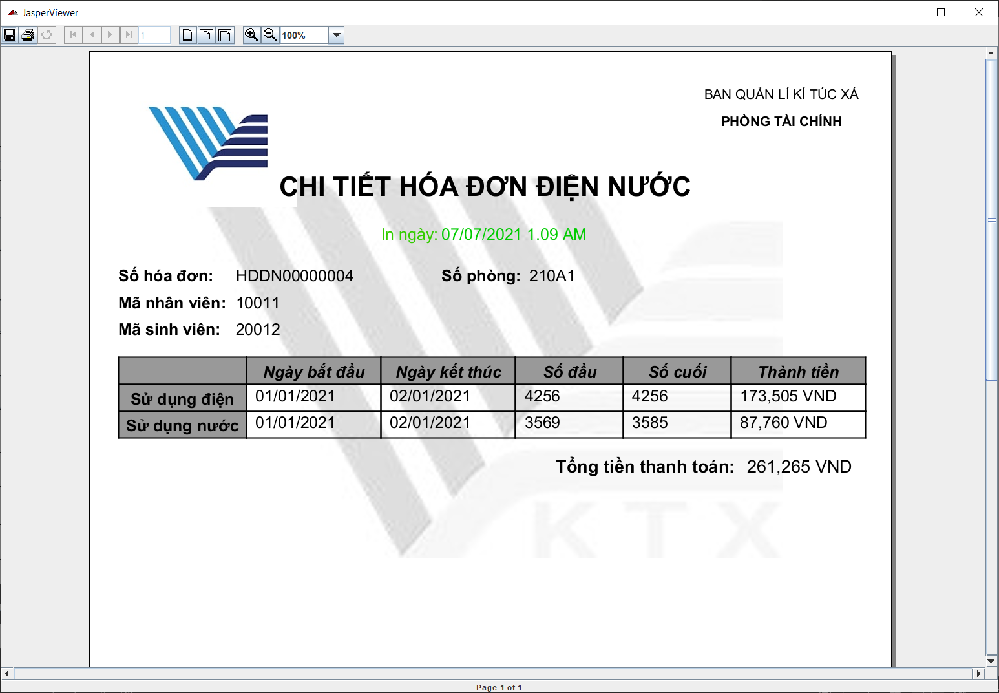 JasperViewer
1
100%
BAN QUẢN LÍ KÍ TÚC XÁ
PHÒNG TÀI CHÍNH
CHI TIẾT HÓA ĐƠN ĐIỆN NƯỚC
In ngày: 07/07/2021 1.09 AM
Số hóa đơn: HDDN00000004 Số phòng: 210A1
Mã nhân viên: 10011
Mã sinh viên: 20012
Ngày bắt đầu Ngày kết thúc Số đầu Số cuối Thành tiền
Sử dụng điện 01/01/2021 02/01/2021 4256 4256 173,505 VND
Sử dụng nước 01/01/2021 02/01/2021 3569 3585 87,760 VND
Tổng tiền thanh toán: 261,265 VND
KTX
Page 1 of 1